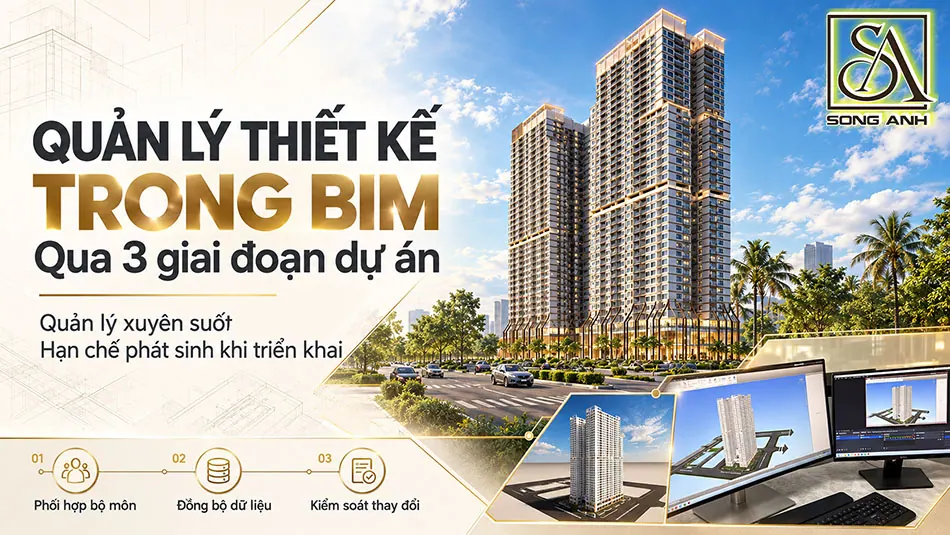 SA
SONG ANH
QUẢN LÝ THIẾT KẾ
TRONG BIM
Qua 3 giai đoạn dự án
Quản lý xuyên suốt
Hạn chế phát sinh khi triển khai
01
02
03
Phối hợp bộ môn
Đồng bộ dữ liệu
Kiểm soát thay đổi